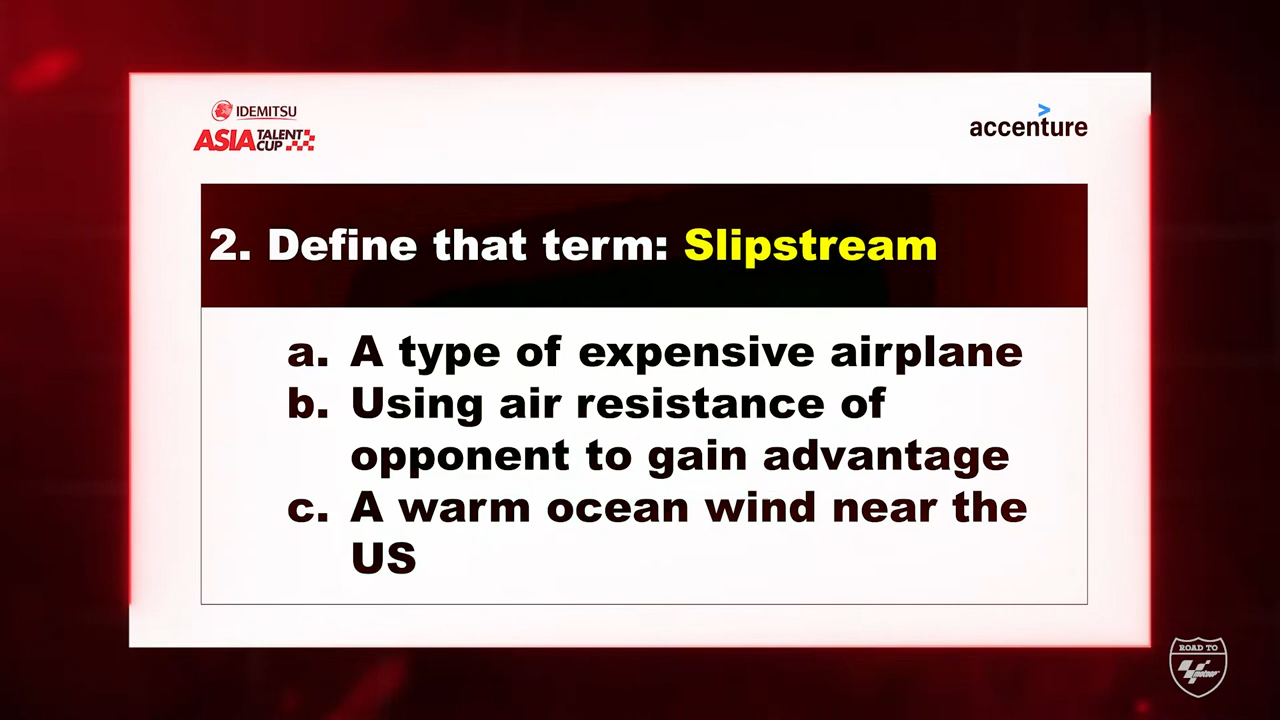 IDEMITSU
ASIA TALENT CUP
accenture
2. Define that term: Slipstream
a. A type of expensive airplane
b. Using air resistance of
opponent to gain advantage
c. A warm ocean wind near the
US
ROAD TO
MotoGP